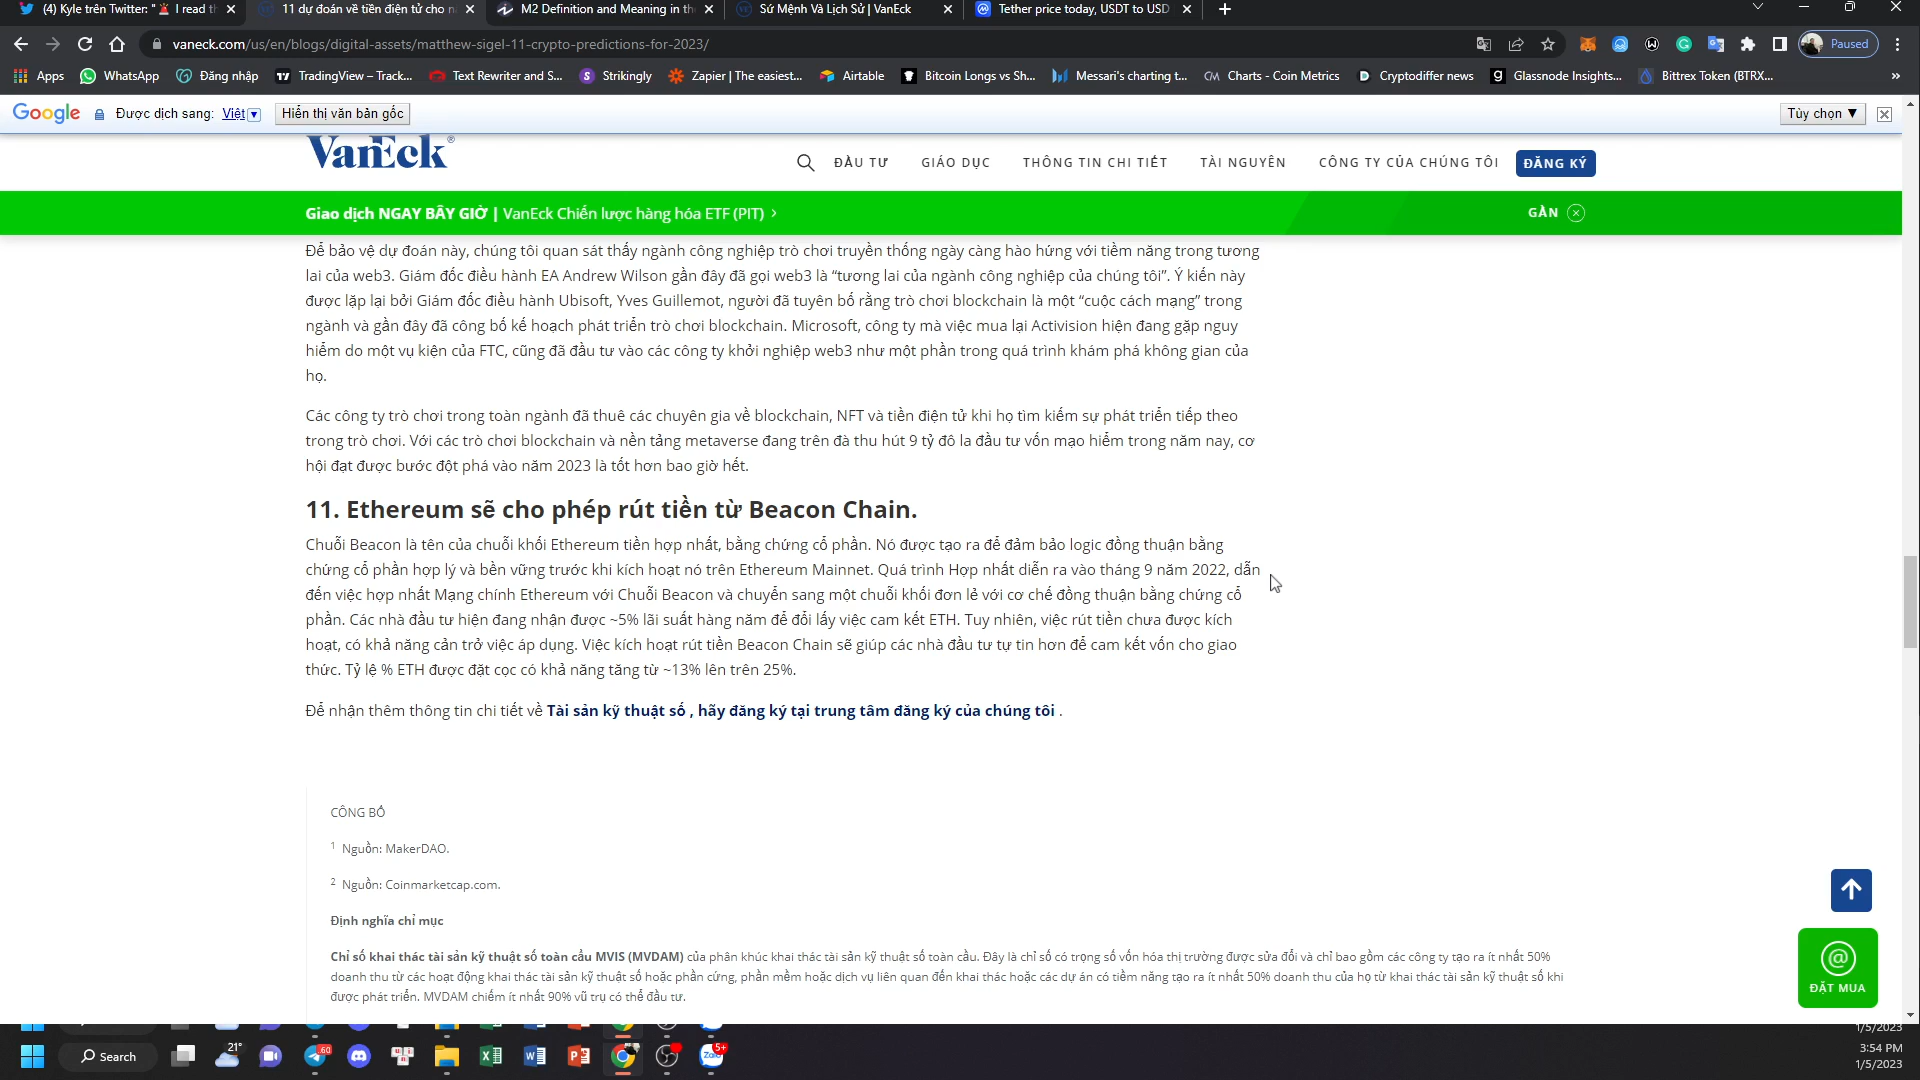 (4) Kyle trên Twitter: "🚨 I read th
11 dự đoán về tiền điện tử cho n
M2 Definition and Meaning in the
Sứ Mệnh Và Lịch Sử | VanEck
Tether price today, USDT to USD
vaneck.com/us/en/blogs/digital-assets/matthew-sigel-11-crypto-predictions-for-2023/
Paused
Apps
WhatsApp
Đăng nhập
TradingView – Track...
Text Rewriter and S...
Strikingly
Zapier | The easiest...
Airtable
Bitcoin Longs vs Sh...
Messari's charting t...
Charts - Coin Metrics
Cryptodiffer news
Glassnode Insights...
Bittrex Token (BTRX...
Google Được dịch sang: Việt Hiển thị văn bản gốc Tùy chọn ▼
VanEck®
ĐẦU TƯ GIÁO DỤC THÔNG TIN CHI TIẾT TÀI NGUYÊN CÔNG TY CỦA CHÚNG TÔI ĐĂNG KÝ
Giao dịch NGAY BÂY GIỜ | VanEck Chiến lược hàng hóa ETF (PIT) ›
GẦN
Để bảo vệ dự đoán này, chúng tôi quan sát thấy ngành công nghiệp trò chơi truyền thống ngày càng hào hứng với tiềm năng trong tương
lai của web3. Giám đốc điều hành EA Andrew Wilson gần đây đã gọi web3 là “tương lai của ngành công nghiệp của chúng tôi”. Ý kiến này
được lặp lại bởi Giám đốc điều hành Ubisoft, Yves Guillemot, người đã tuyên bố rằng trò chơi blockchain là một “cuộc cách mạng” trong
ngành và gần đây đã công bố kế hoạch phát triển trò chơi blockchain. Microsoft, công ty mà việc mua lại Activision hiện đang gặp nguy
hiểm do một vụ kiện của FTC, cũng đã đầu tư vào các công ty khởi nghiệp web3 như một phần trong quá trình khám phá không gian của
họ.
Các công ty trò chơi trong toàn ngành đã thuê các chuyên gia về blockchain, NFT và tiền điện tử khi họ tìm kiếm sự phát triển tiếp theo
trong trò chơi. Với các trò chơi blockchain và nền tảng metaverse đang trên đà thu hút 9 tỷ đô la đầu tư vốn mạo hiểm trong năm nay, cơ
hội đạt được bước đột phá vào năm 2023 là tốt hơn bao giờ hết.
11. Ethereum sẽ cho phép rút tiền từ Beacon Chain.
Chuỗi Beacon là tên của chuỗi khối Ethereum tiền hợp nhất, bằng chứng cổ phần. Nó được tạo ra để đảm bảo logic đồng thuận bằng
chứng cổ phần hợp lý và bền vững trước khi kích hoạt nó trên Ethereum Mainnet. Quá trình Hợp nhất diễn ra vào tháng 9 năm 2022, dẫn
đến việc hợp nhất Mạng chính Ethereum với Chuỗi Beacon và chuyển sang một chuỗi khối đơn lẻ với cơ chế đồng thuận bằng chứng cổ
phần. Các nhà đầu tư hiện đang nhận được ~5% lãi suất hàng năm để đổi lấy việc cam kết ETH. Tuy nhiên, việc rút tiền chưa được kích
hoạt, có khả năng cản trở việc áp dụng. Việc kích hoạt rút tiền Beacon Chain sẽ giúp các nhà đầu tư tự tin hơn để cam kết vốn cho giao
thức. Tỷ lệ % ETH được đặt cọc có khả năng tăng từ ~13% lên trên 25%.
Để nhận thêm thông tin chi tiết về Tài sản kỹ thuật số , hãy đăng ký tại trung tâm đăng ký của chúng tôi .
CÔNG BỐ
1 Nguồn: MakerDAO.
2 Nguồn: Coinmarketcap.com.
Định nghĩa chỉ mục
Chỉ số khai thác tài sản kỹ thuật số toàn cầu MVIS (MVDAM) của phân khúc khai thác tài sản kỹ thuật số toàn cầu. Đây là chỉ số có trọng số vốn hóa thị trường được sửa đổi và chỉ bao gồm các công ty tạo ra ít nhất 50%
doanh thu từ các hoạt động khai thác tài sản kỹ thuật số hoặc phần cứng, phần mềm hoặc dịch vụ liên quan đến khai thác hoặc các dự án có tiềm năng tạo ra ít nhất 50% doanh thu của họ từ khai thác tài sản kỹ thuật số khi
được phát triển. MVDAM chiếm ít nhất 90% vũ trụ có thể đầu tư.
@
ĐẶT MUA
1/5/2023
Search
21°
60
5+
Zalo
3:54 PM
1/5/2023